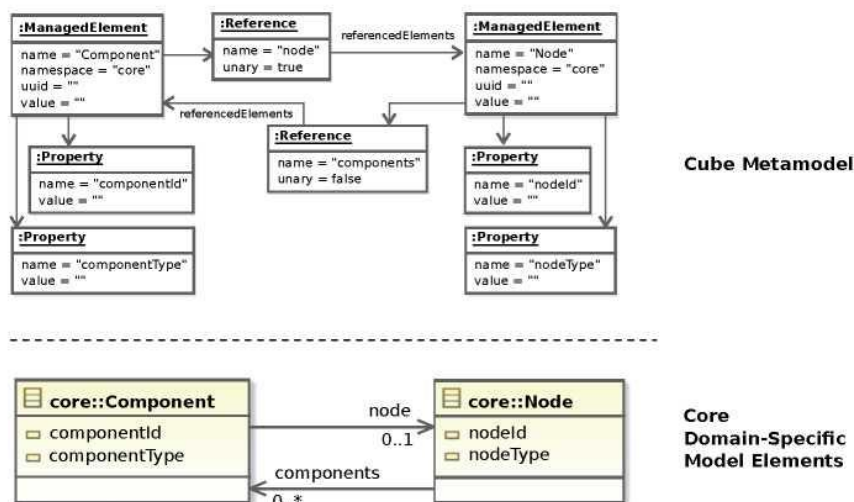 :ManagedElement
name = "Component"
namespace = "core"
uuid = ""
value = ""
:Reference
name = "node"
unary = true
referencedElements
:ManagedElement
name = "Node"
namespace = "core"
uuid = ""
value = ""
referencedElements
:Reference
name = "components"
unary = false
:Property
name = "componentId"
value = ""
:Property
name = "nodeId"
value = ""
Cube Metamodel
:Property
name = "componentType"
value = ""
:Property
name = "nodeType"
value = ""
core::Component
componentId
componentType
node
0..1
components
0..*
core::Node
nodeId
nodeType
Core
Domain-Specific
Model Elements